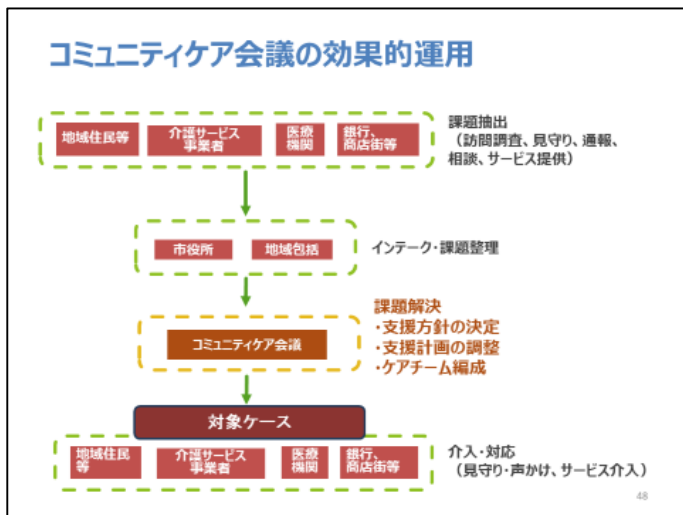 コミュニティケア会議の効果的運用
地域住民等
介護サービス
事業者
医療
機関
銀行、
商店街等
課題抽出
（訪問調査、見守り、通報、
相談、サービス提供）
市役所
地域包括
インテーク・課題整理
コミュニティケア会議
課題解決
・支援方針の決定
・支援計画の調整
・ケアチーム編成
対象ケース
地域住民
等
介護サービス
事業者
医療
機関
銀行、
商店街等
介入・対応
（見守り・声かけ、サービス介入）
48